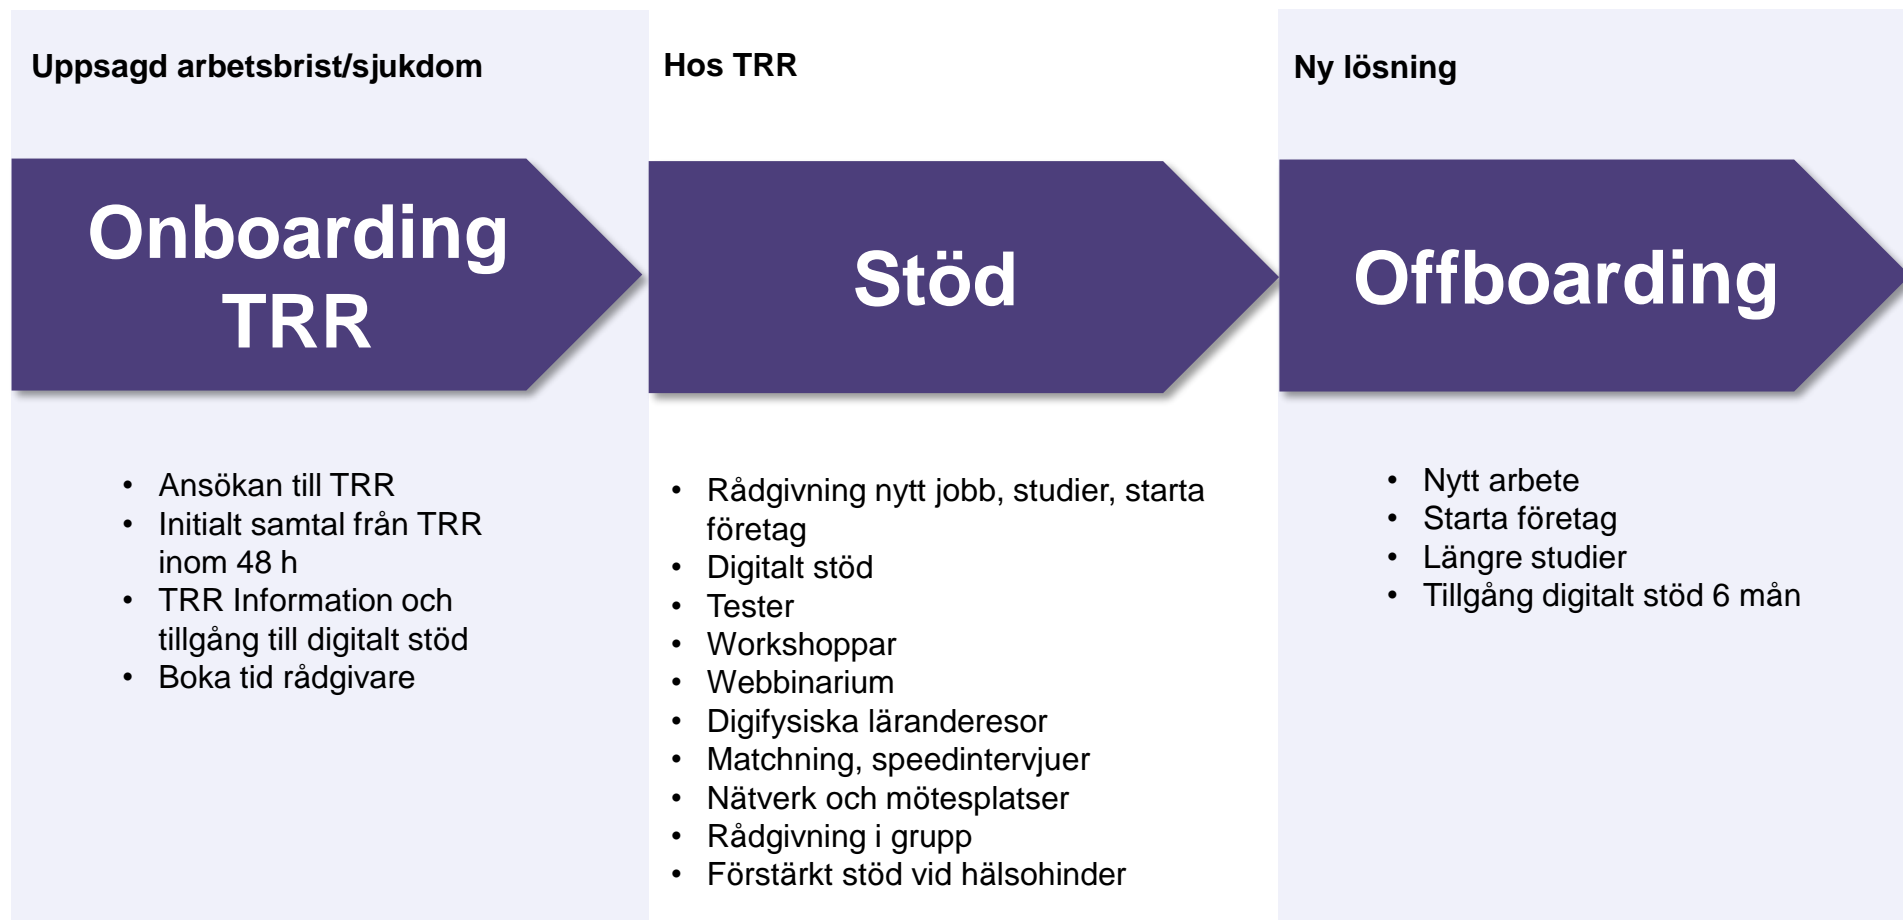 Uppsagd arbetsbrist/sjukdom
Onboarding
TRR
• Ansökan till TRR
• Initialt samtal från TRR
inom 48 h
• TRR Information och
tillgång till digitalt stöd
• Boka tid rådgivare
Hos TRR
Stöd
• Rådgivning nytt jobb, studier, starta
företag
• Digitalt stöd
• Tester
• Workshoppar
• Webbinarium
• Digifysiska läranderesor
• Matchning, speedintervjuer
• Nätverk och mötesplatser
• Rådgivning i grupp
• Förstärkt stöd vid hälsohinder
Ny lösning
Offboarding
• Nytt arbete
• Starta företag
• Längre studier
• Tillgång digitalt stöd 6 mån